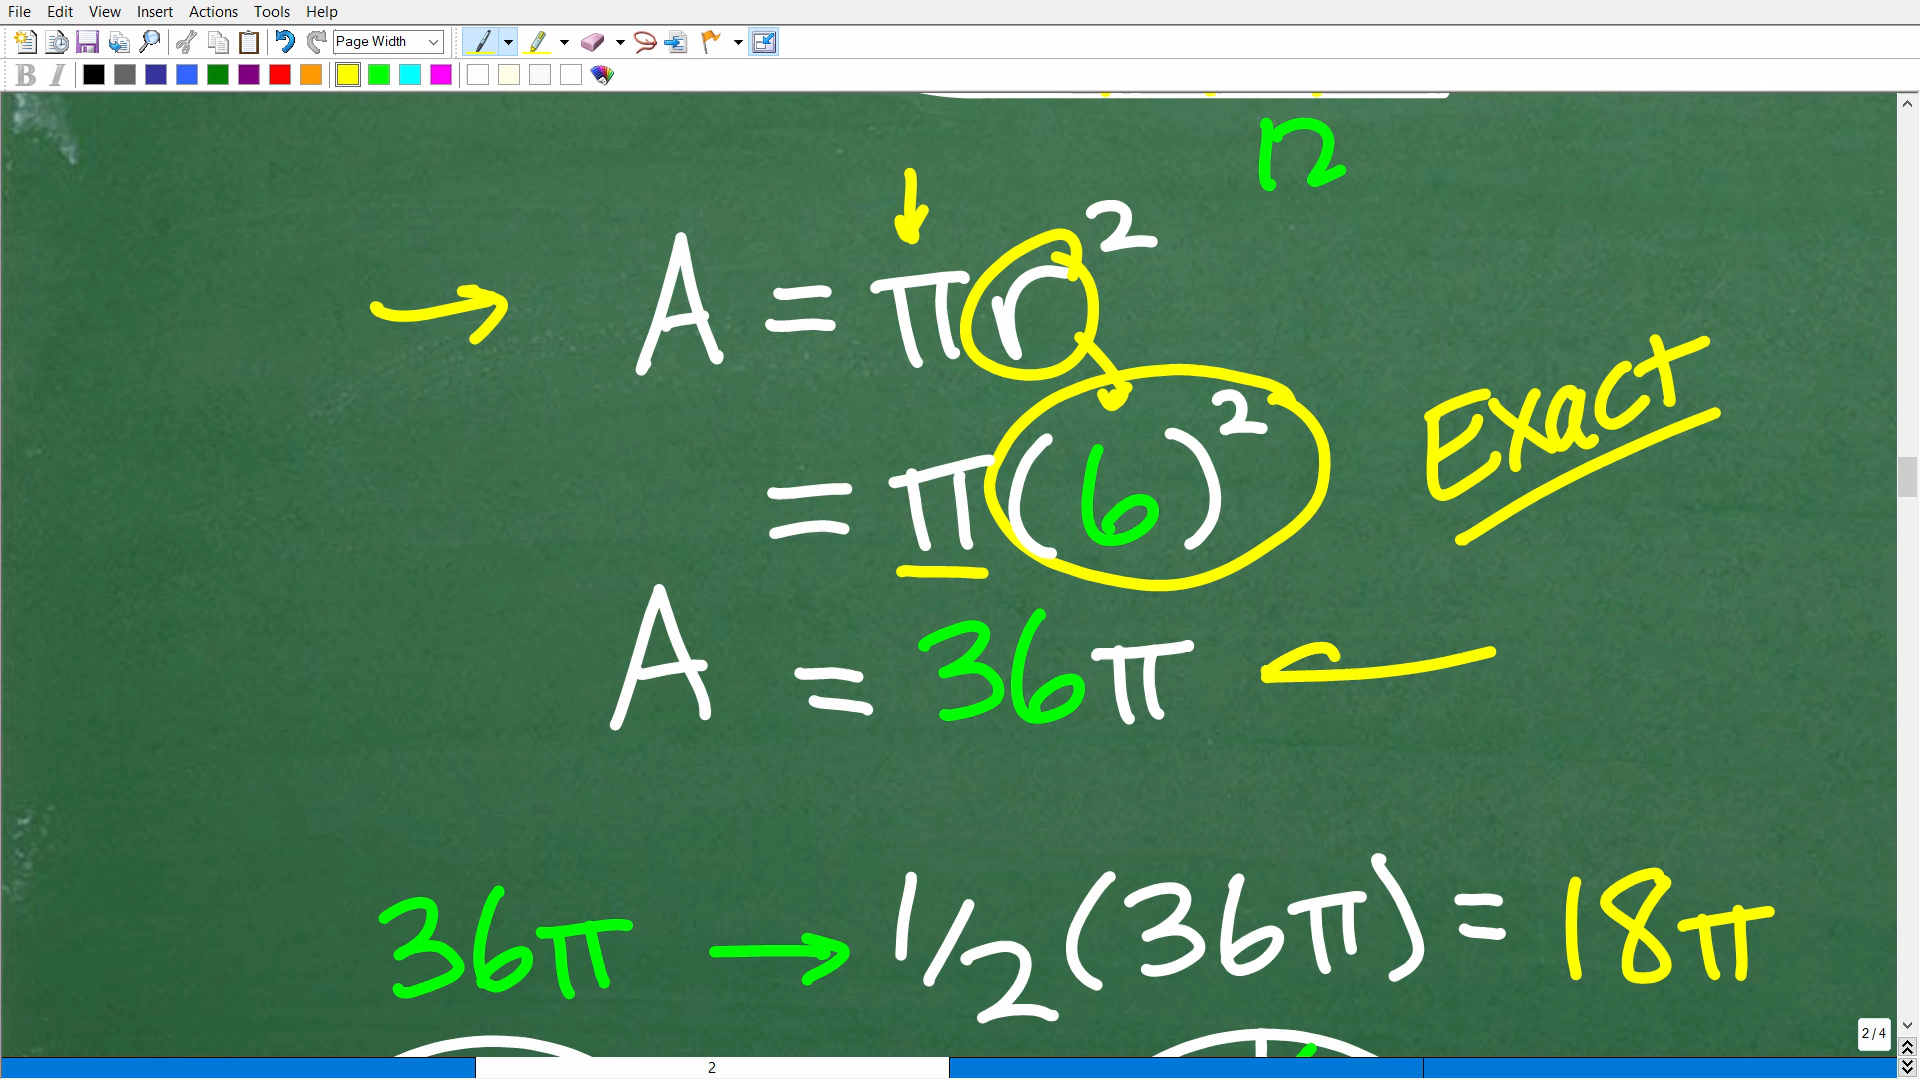 File Edit View Insert Actions Tools Help
Page Width
B I
12
A = πr²
= π(6)²
Exact
A = 36π
36π → 1/2(36π) = 18π
2 / 4
2